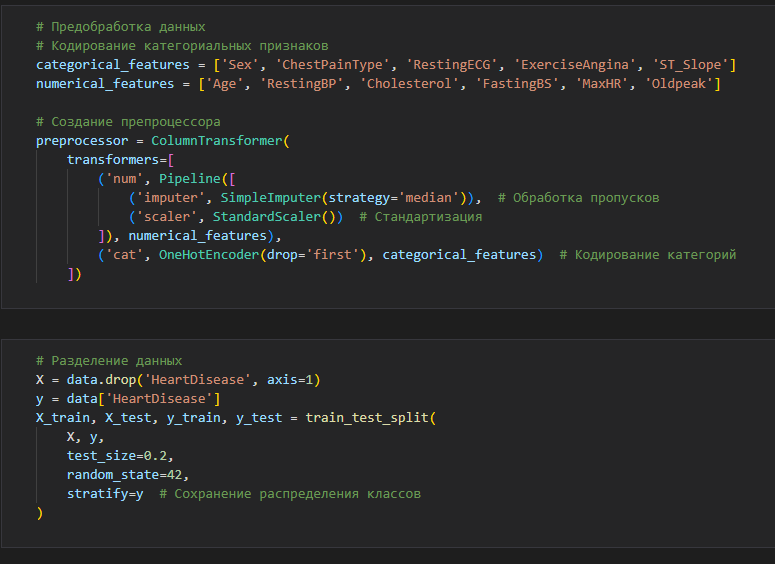 # Предобработка данных
# Кодирование категориальных признаков
categorical_features = ['Sex', 'ChestPainType', 'RestingECG', 'ExerciseAngina', 'ST_Slope']
numerical_features = ['Age', 'RestingBP', 'Cholesterol', 'FastingBS', 'MaxHR', 'Oldpeak']

# Создание препроцессора
preprocessor = ColumnTransformer(
    transformers=[
        ('num', Pipeline([
            ('imputer', SimpleImputer(strategy='median')),  # Обработка пропусков
            ('scaler', StandardScaler())  # Стандартизация
        ]), numerical_features),
        ('cat', OneHotEncoder(drop='first'), categorical_features)  # Кодирование категорий
    ])

# Разделение данных
X = data.drop('HeartDisease', axis=1)
y = data['HeartDisease']
X_train, X_test, y_train, y_test = train_test_split(
    X, y,
    test_size=0.2,
    random_state=42,
    stratify=y  # Сохранение распределения классов
)